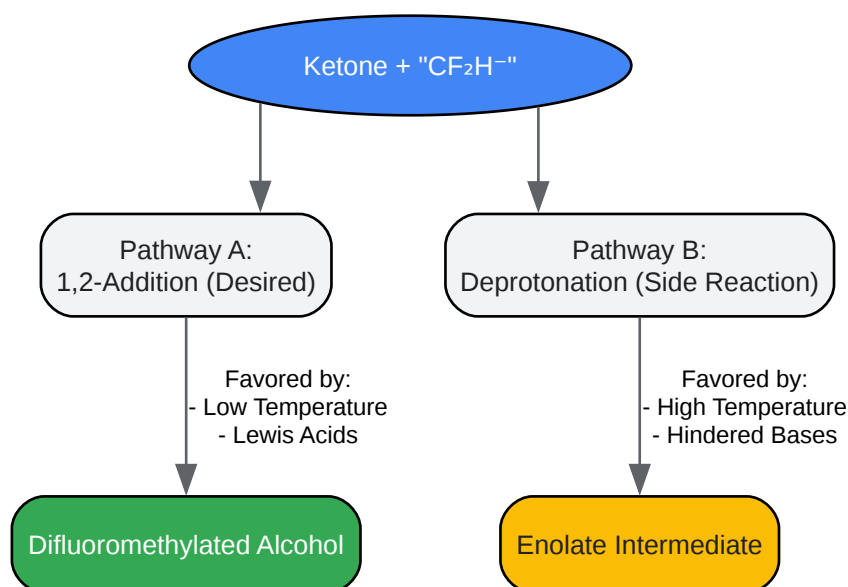 Ketone + "CF₂H⁻"
Pathway A:
1,2-Addition (Desired)
Pathway B:
Deprotonation (Side Reaction)
Favored by:
- Low Temperature
- Lewis Acids
Favored by:
- High Temperature
- Hindered Bases
Difluoromethylated Alcohol
Enolate Intermediate